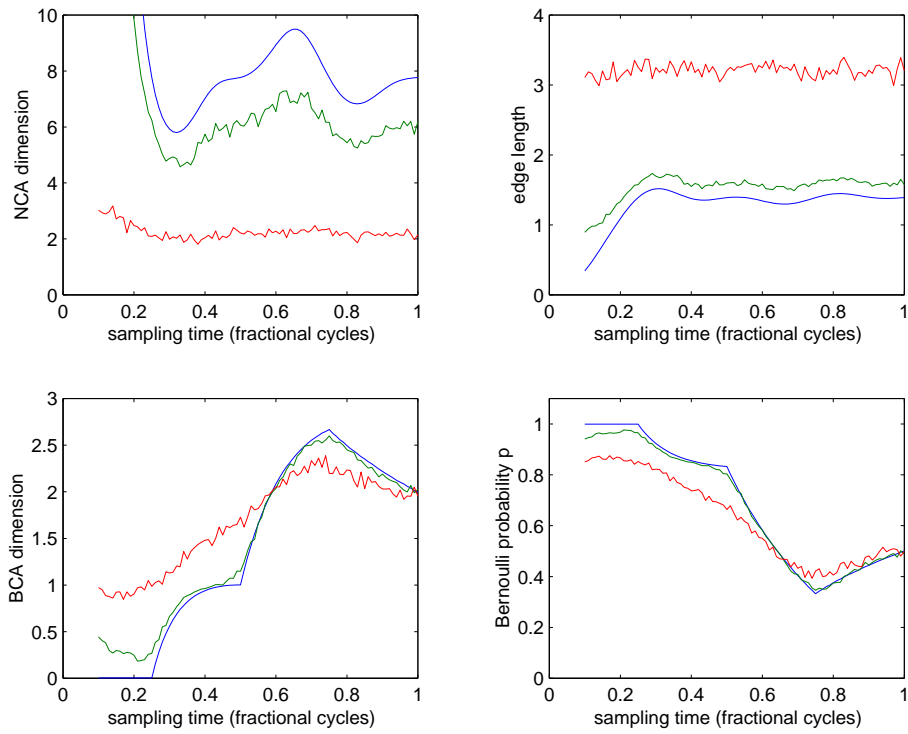 10
8
6
4
2
0
NCA dimension
0 0.2 0.4 0.6 0.8 1
sampling time (fractional cycles)
4
3
2
1
0
edge length
0 0.2 0.4 0.6 0.8 1
sampling time (fractional cycles)
3
2.5
2
1.5
1
0.5
0
BCA dimension
0 0.2 0.4 0.6 0.8 1
sampling time (fractional cycles)
1
0.8
0.6
0.4
0.2
0
Bernoulli probability p
0 0.2 0.4 0.6 0.8 1
sampling time (fractional cycles)